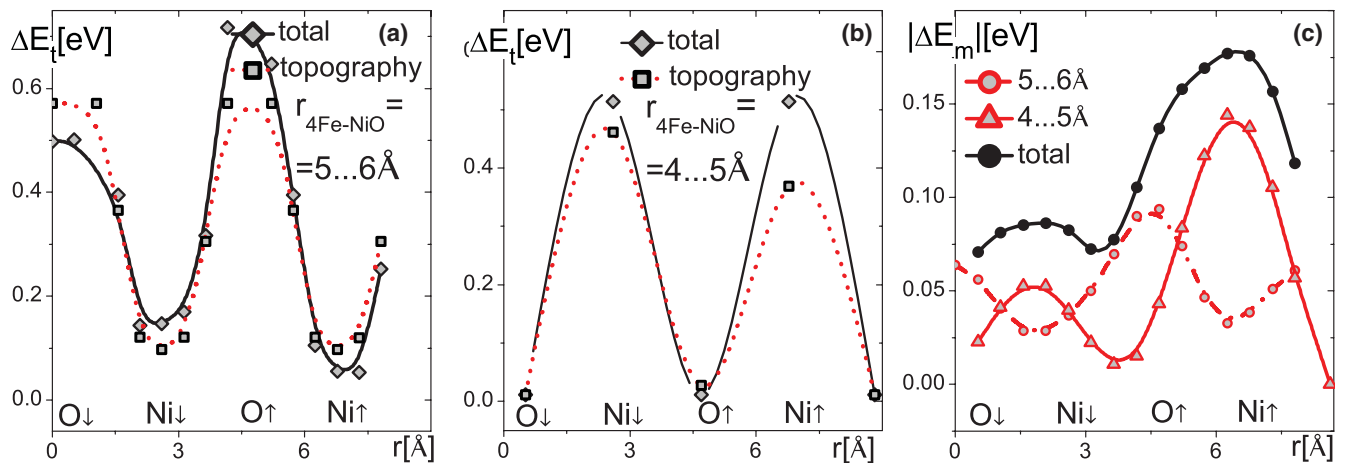 ΔEt[eV]
total
(a)
topography
r4Fe-NiO=
=5...6Å
0.6
0.4
0.2
0.0
O↓ Ni↓ O↑ Ni↑
0 3 6 r[Å]
ΔEt[eV]
total
(b)
topography
r4Fe-NiO=
=4...5Å
0.4
0.2
0.0
O↓ Ni↓ O↑ Ni↑
0 3 6 r[Å]
|ΔEm|[eV]
(c)
5...6Å
4...5Å
total
0.15
0.10
0.05
0.00
O↓ Ni↓ O↑ Ni↑
0 3 6 r[Å]